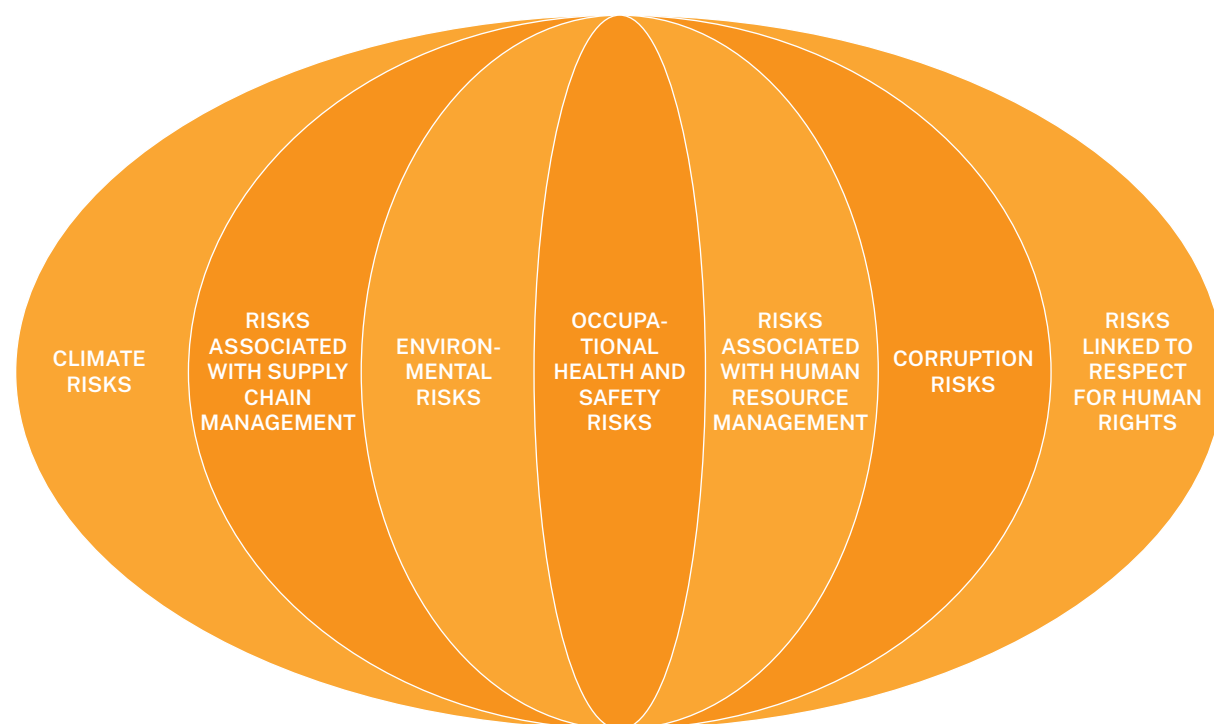 CLIMATE
RISKS
RISKS
ASSOCIATED
WITH SUPPLY
CHAIN
MANAGEMENT
ENVIRON-
MENTAL
RISKS
OCCUPA-
TIONAL
HEALTH AND
SAFETY
RISKS
RISKS
ASSOCIATED
WITH HUMAN
RESOURCE
MANAGEMENT
CORRUPTION
RISKS
RISKS
LINKED TO
RESPECT
FOR HUMAN
RIGHTS